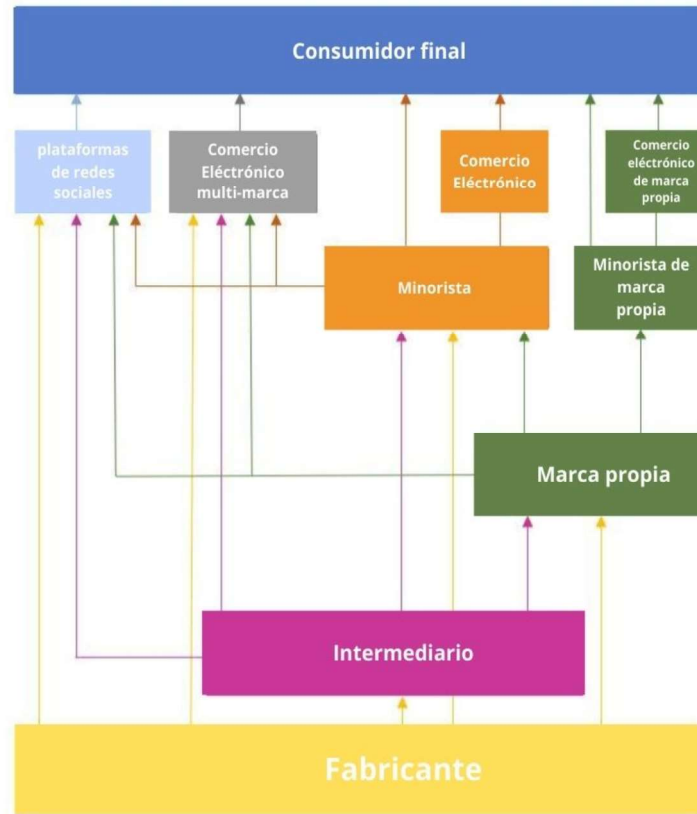 Consumidor final
plataformas
de redes
sociales
Comercio
Eléctrónico
multi-marca
Comercio
Eléctrónico
Comercio
eléctrónico
de marca
propia
Minorista
Minorista de
marca
propia
Marca propia
Intermediario
Fabricante